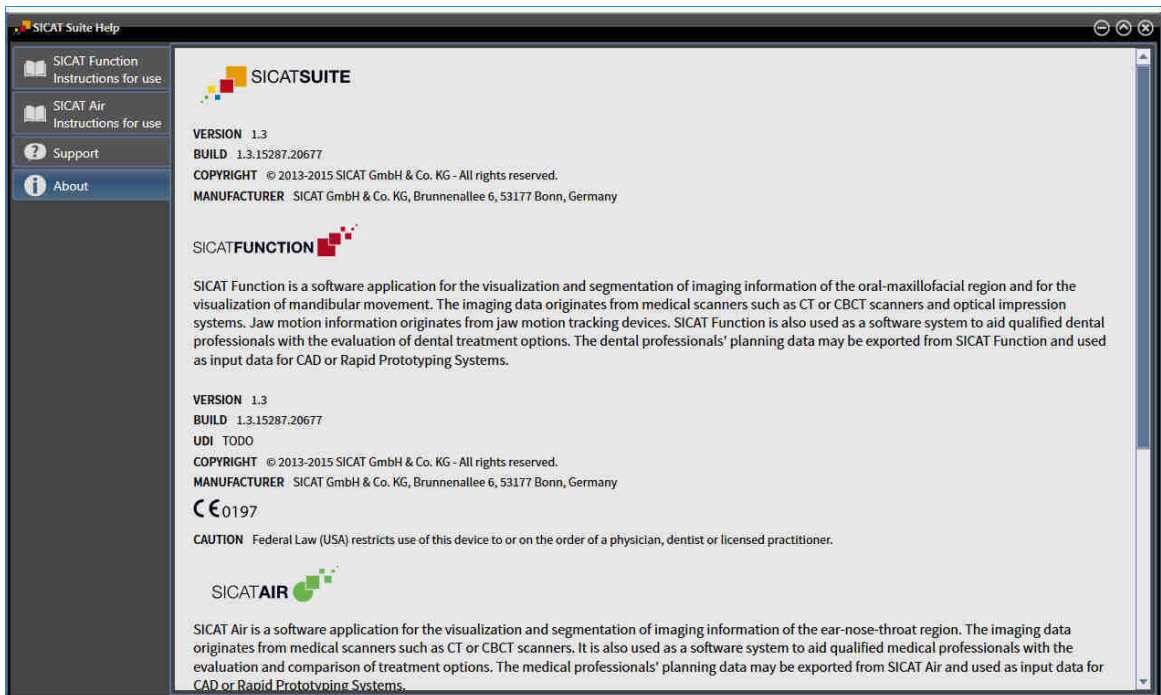 SICAT Suite Help
SICAT Function
Instructions for use
SICAT Air
Instructions for use
Support
About
SICATSUITE
VERSION 1.3
BUILD 1.3.15287.20677
COPYRIGHT © 2013-2015 SICAT GmbH & Co. KG - All rights reserved.
MANUFACTURER SICAT GmbH & Co. KG, Brunnenallee 6, 53177 Bonn, Germany
SICATFUNCTION
SICAT Function is a software application for the visualization and segmentation of imaging information of the oral-maxillofacial region and for the
visualization of mandibular movement. The imaging data originates from medical scanners such as CT or CBCT scanners and optical impression
systems. Jaw motion information originates from jaw motion tracking devices. SICAT Function is also used as a software system to aid qualified dental
professionals with the evaluation of dental treatment options. The dental professionals' planning data may be exported from SICAT Function and used
as input data for CAD or Rapid Prototyping Systems.
VERSION 1.3
BUILD 1.3.15287.20677
UDI TODO
COPYRIGHT © 2013-2015 SICAT GmbH & Co. KG - All rights reserved.
MANUFACTURER SICAT GmbH & Co. KG, Brunnenallee 6, 53177 Bonn, Germany
CE0197
CAUTION Federal Law (USA) restricts use of this device to or on the order of a physician, dentist or licensed practitioner.
SICATAIR
SICAT Air is a software application for the visualization and segmentation of imaging information of the ear-nose-throat region. The imaging data
originates from medical scanners such as CT or CBCT scanners. It is also used as a software system to aid qualified medical professionals with the
evaluation and comparison of treatment options. The medical professionals' planning data may be exported from SICAT Air and used as input data for
CAD or Rapid Prototyping Systems.